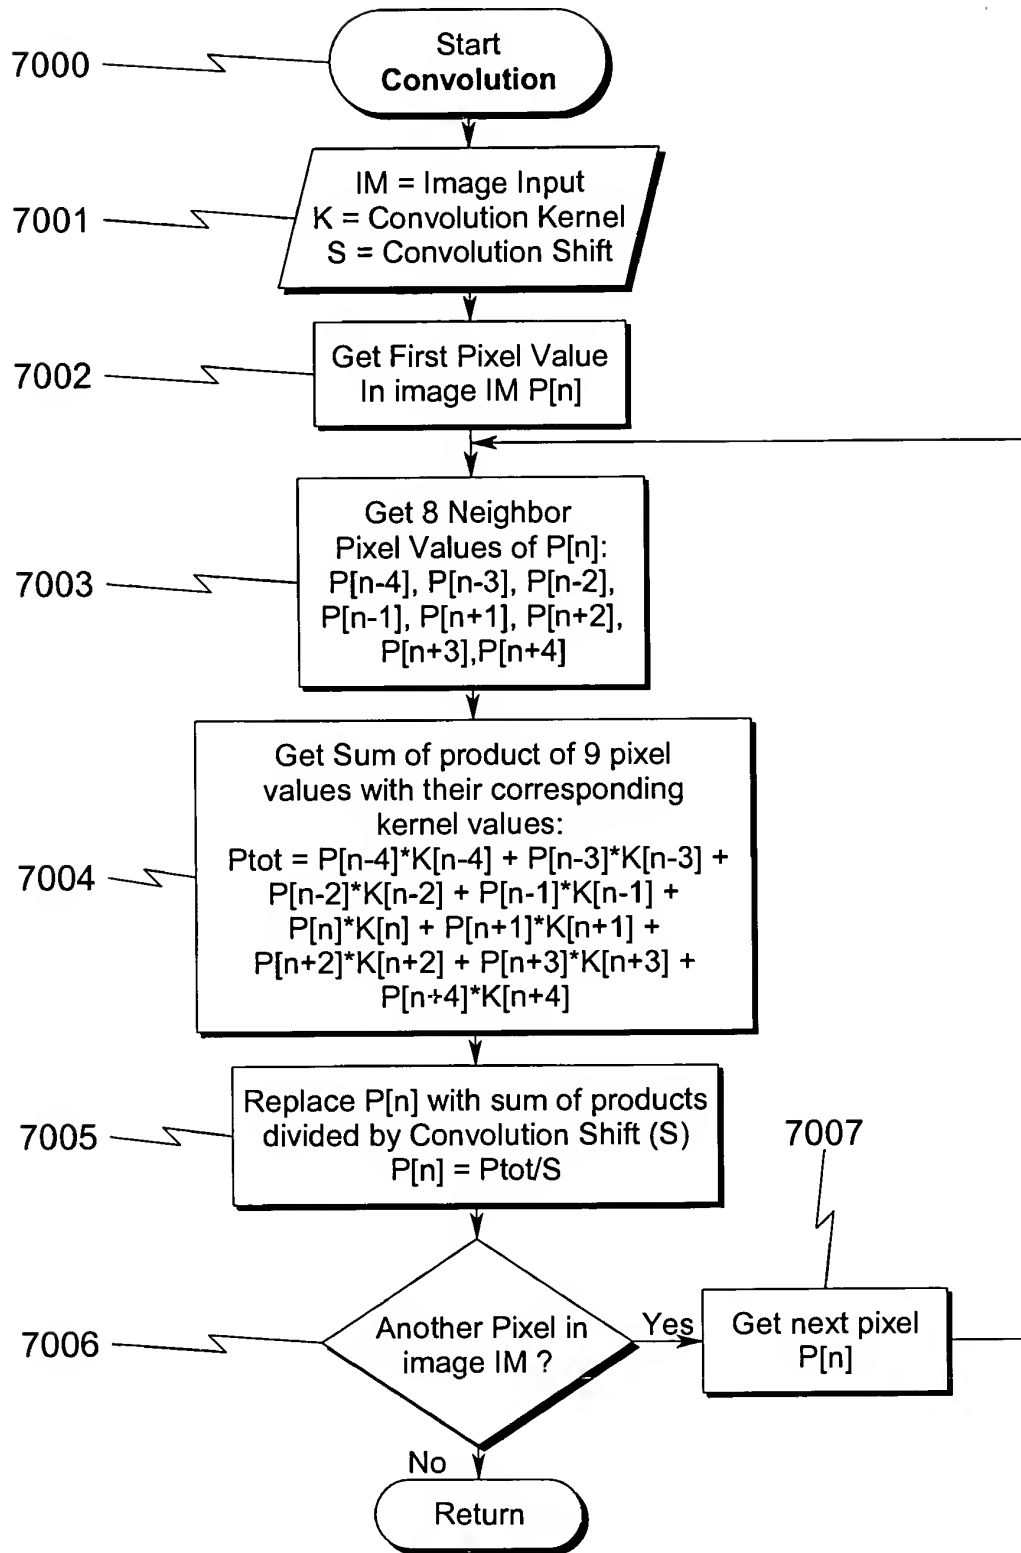 7000
Start
Convolution
7001
IM = Image Input
K = Convolution Kernel
S = Convolution Shift
7002
Get First Pixel Value
In image IM P[n]
7003
Get 8 Neighbor
Pixel Values of P[n]:
P[n-4], P[n-3], P[n-2],
P[n-1], P[n+1], P[n+2],
P[n+3],P[n+4]
7004
Get Sum of product of 9 pixel
values with their corresponding
kernel values:
Ptot = P[n-4]*K[n-4] + P[n-3]*K[n-3] +
P[n-2]*K[n-2] + P[n-1]*K[n-1] +
P[n]*K[n] + P[n+1]*K[n+1] +
P[n+2]*K[n+2] + P[n+3]*K[n+3] +
P[n+4]*K[n+4]
7005
Replace P[n] with sum of products
divided by Convolution Shift (S)
P[n] = Ptot/S
7007
7006
Another Pixel in
image IM ?
Yes
Get next pixel
P[n]
No
Return